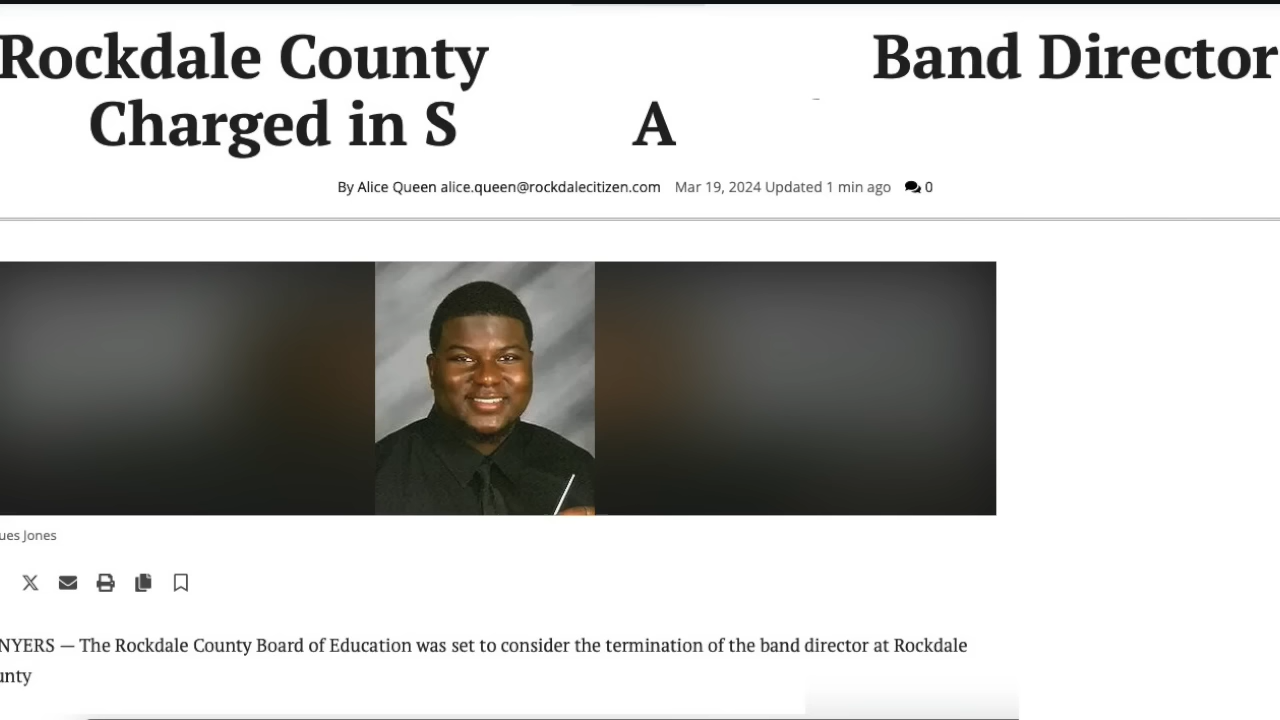 Rockdale County Band Director
Charged in S A
By Alice Queen alice.queen@rockdalecitizen.com Mar 19, 2024 Updated 1 min ago 0
ues Jones
NYERS — The Rockdale County Board of Education was set to consider the termination of the band director at Rockdale
unty